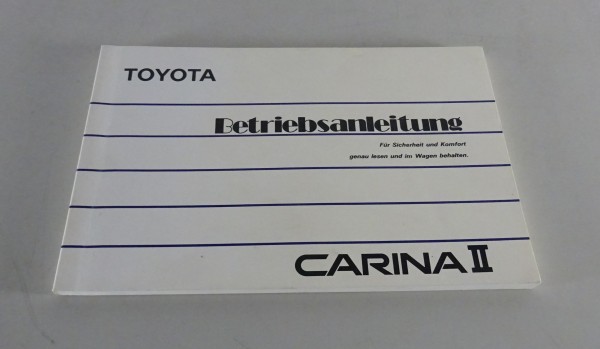 TOYOTA
Betriebsanleitung
Für Sicherheit und Komfort
genau lesen und im Wagen behalten.
CARINA II